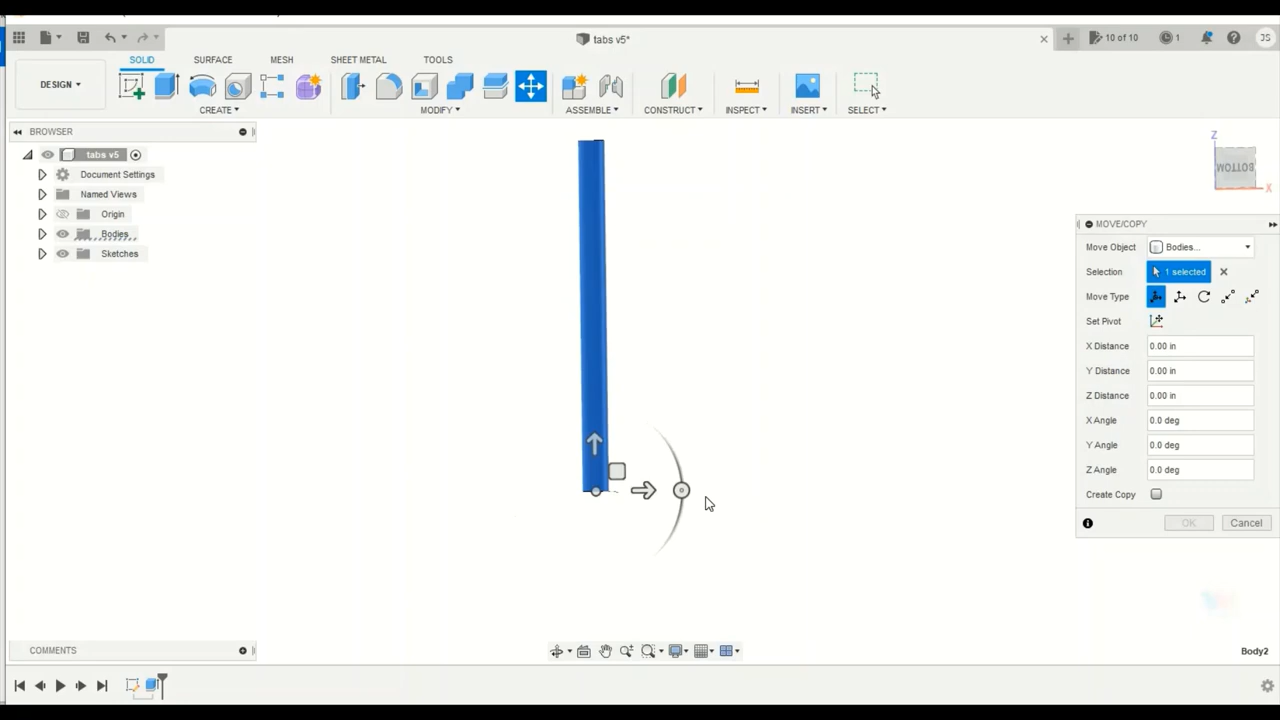 tabs v5*
10 of 10
1
JS
SOLID
SURFACE
MESH
SHEET METAL
TOOLS
DESIGN
CREATE
MODIFY
ASSEMBLE
CONSTRUCT
INSPECT
INSERT
SELECT
BROWSER
tabs v5
Document Settings
Named Views
Origin
Bodies
Sketches
Z
BOTTOM
X
MOVE/COPY
Move Object Bodies...
Selection 1 selected
Move Type
Set Pivot
X Distance 0.00 in
Y Distance 0.00 in
Z Distance 0.00 in
X Angle 0.0 deg
Y Angle 0.0 deg
Z Angle 0.0 deg
Create Copy
OK Cancel
COMMENTS
Body2